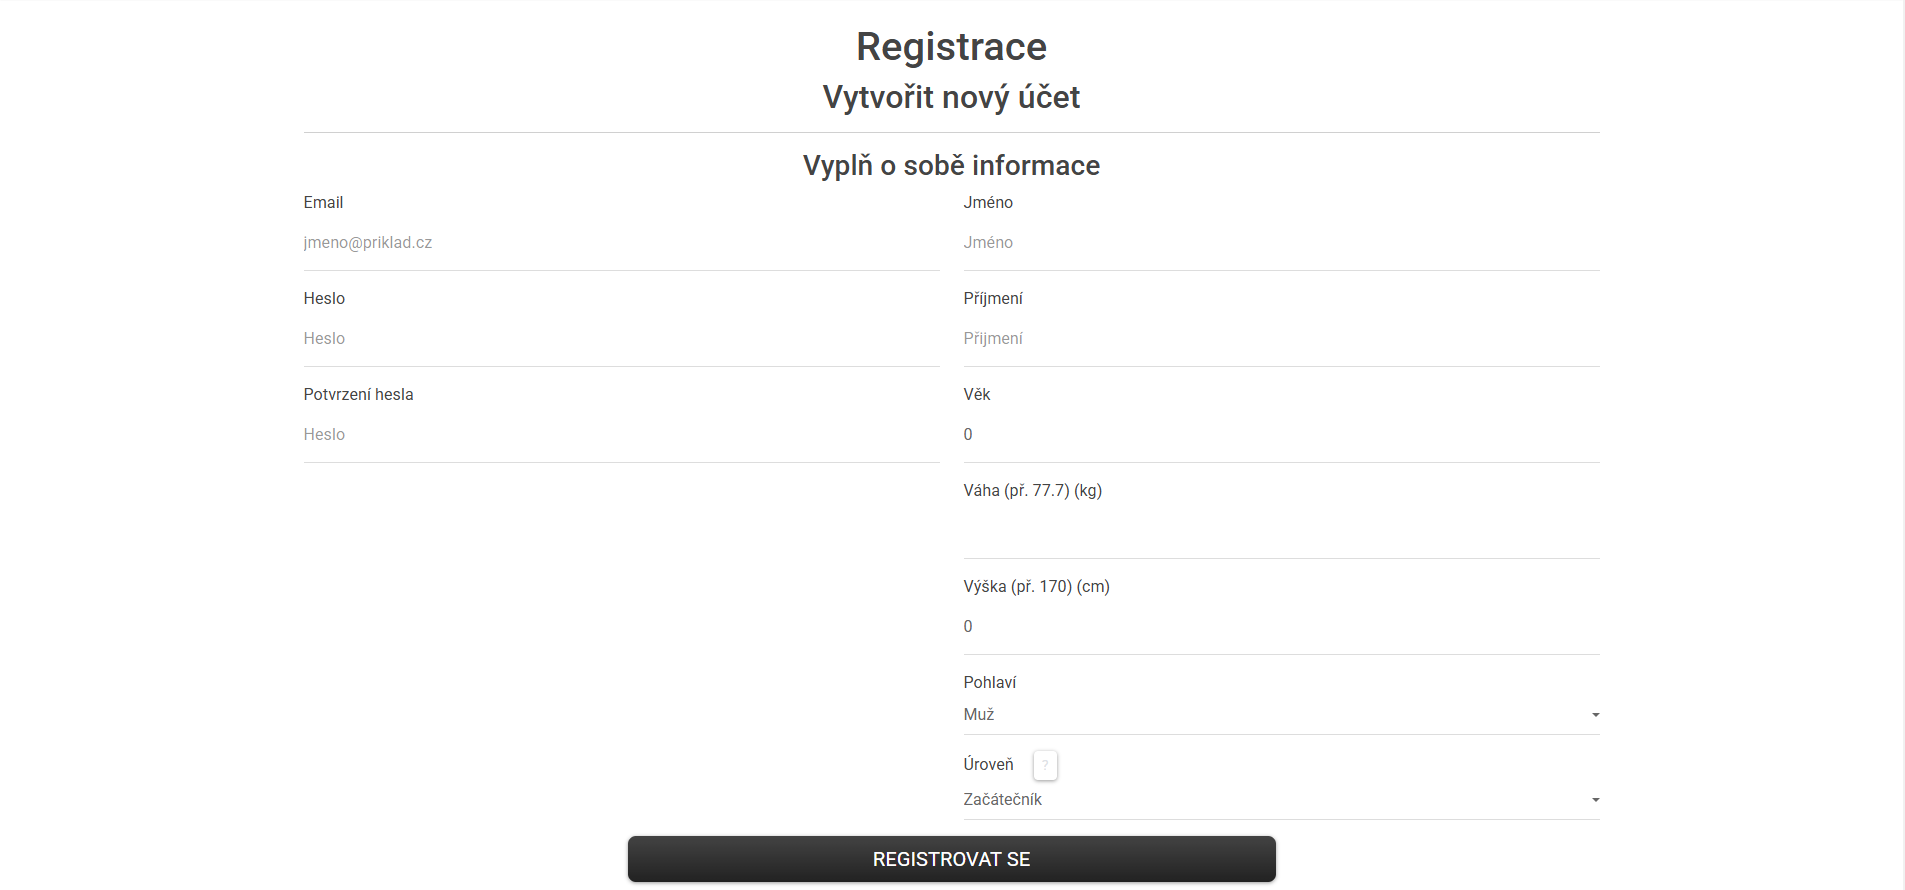 Registrace
Vytvořit nový účet
Vyplň o sobě informace
Email
jmeno@priklad.cz
Heslo
Heslo
Potvrzení hesla
Heslo
Jméno
Jméno
Příjmení
Přijmení
Věk
0
Váha (př. 77.7) (kg)
Výška (př. 170) (cm)
0
Pohlaví
Muž
Úroveň ?
Začátečník
REGISTROVAT SE